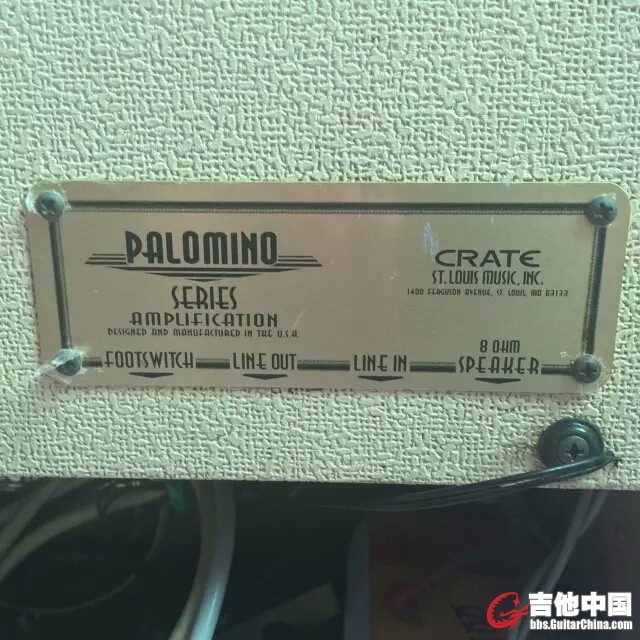 PALOMINO
SERIES
AMPLIFICATION
DESIGNED AND MANUFACTURED IN THE U.S.A.
CRATE
ST. LOUIS MUSIC, INC.
1400 FERGUSON AVENUE, ST. LOUIS, MO 63133
FOOTSWITCH LINE OUT LINE IN 8 OHM SPEAKER
吉他中国
bbs.GuitarChina.com